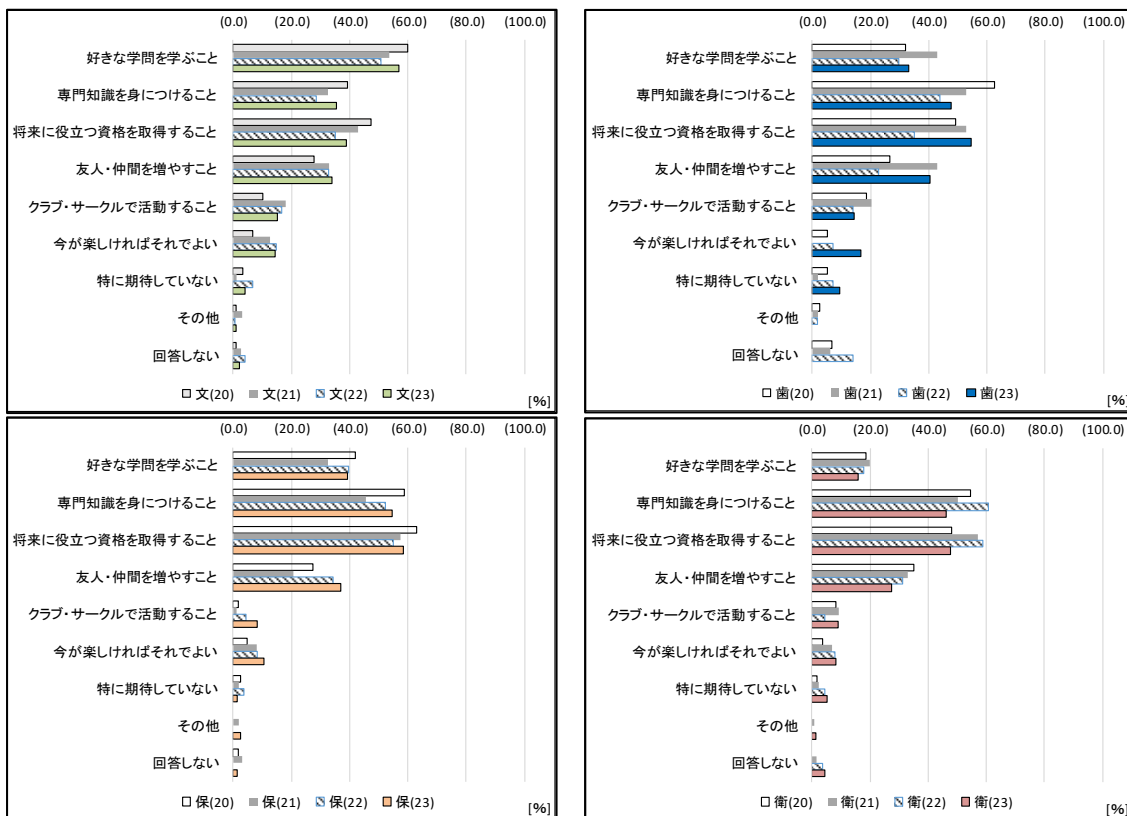 (0.0) (20.0) (40.0) (60.0) (80.0) (100.0)
好きな学問を学ぶこと
専門知識を身につけること
将来に役立つ資格を取得すること
友人・仲間を増やすこと
クラブ・サークルで活動すること
今が楽しければそれでよい
特に期待していない
その他
回答しない
文(20) 文(21) 文(22) 文(23)
[%]
(0.0) (20.0) (40.0) (60.0) (80.0) (100.0)
好きな学問を学ぶこと
専門知識を身につけること
将来に役立つ資格を取得すること
友人・仲間を増やすこと
クラブ・サークルで活動すること
今が楽しければそれでよい
特に期待していない
その他
回答しない
歯(20) 歯(21) 歯(22) 歯(23)
[%]
(0.0) (20.0) (40.0) (60.0) (80.0) (100.0)
好きな学問を学ぶこと
専門知識を身につけること
将来に役立つ資格を取得すること
友人・仲間を増やすこと
クラブ・サークルで活動すること
今が楽しければそれでよい
特に期待していない
その他
回答しない
保(20) 保(21) 保(22) 保(23)
[%]
(0.0) (20.0) (40.0) (60.0) (80.0) (100.0)
好きな学問を学ぶこと
専門知識を身につけること
将来に役立つ資格を取得すること
友人・仲間を増やすこと
クラブ・サークルで活動すること
今が楽しければそれでよい
特に期待していない
その他
回答しない
衛(20) 衛(21) 衛(22) 衛(23)
[%]